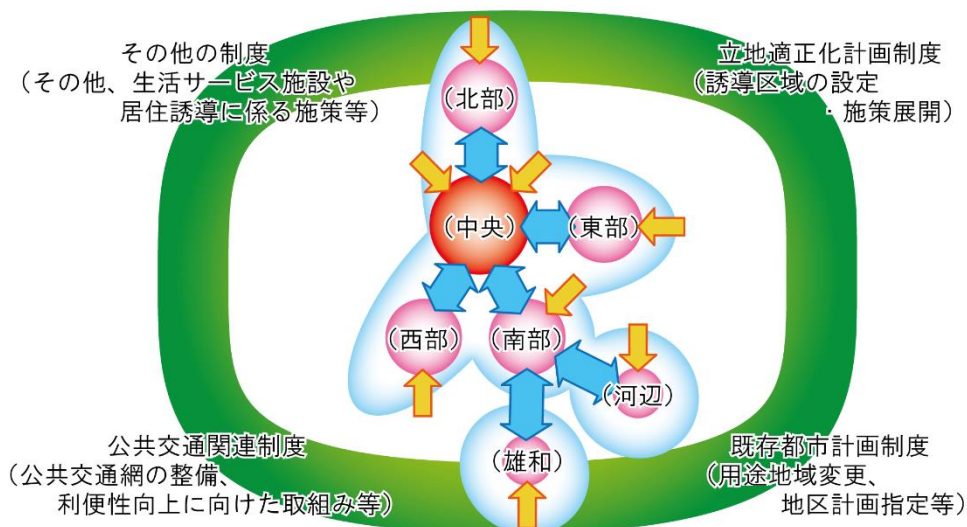 その他の制度
（その他、生活サービス施設や
居住誘導に係る施策等）
立地適正化計画制度
（誘導区域の設定
・施策展開）
（北部）
（中央）
（東部）
（西部）
（南部）
（河辺）
（雄和）
公共交通関連制度
（公共交通網の整備、
利便性向上に向けた取組み等）
既存都市計画制度
（用途地域変更、
地区計画指定等）